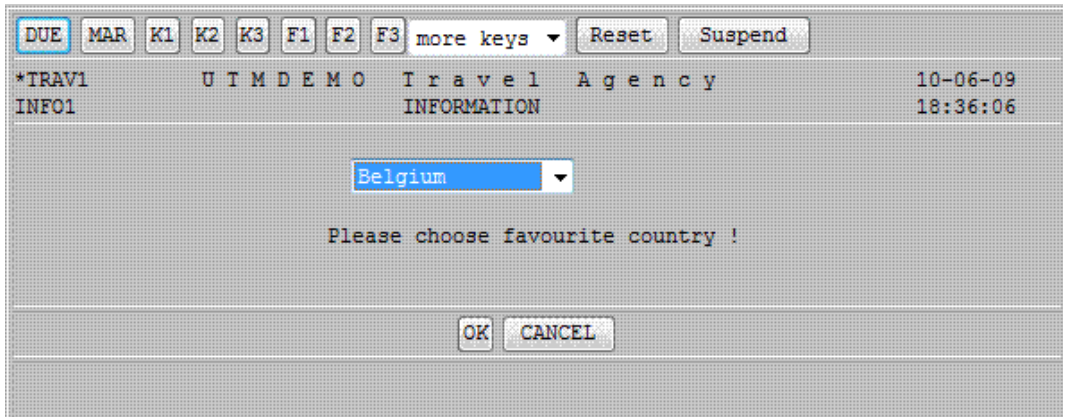 DUE MAR K1 K2 K3 F1 F2 F3 more keys Reset Suspend
*TRAV1 U T M D E M O T r a v e l A g e n c y 10-06-09
INFO1 INFORMATION 18:36:06
Belgium
Please choose favourite country !
OK CANCEL